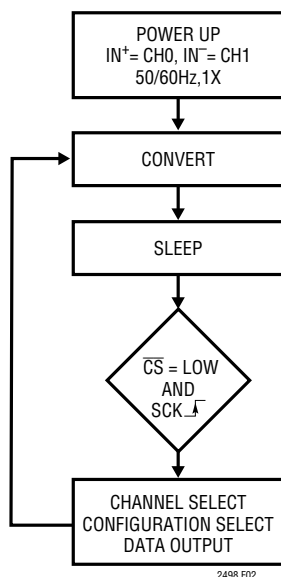 POWER UP
IN⁺= CH0, IN⁻= CH1
50/60Hz,1X
CONVERT
SLEEP
C̅S̅ = LOW
AND
SCK
CHANNEL SELECT
CONFIGURATION SELECT
DATA OUTPUT
2498 F02